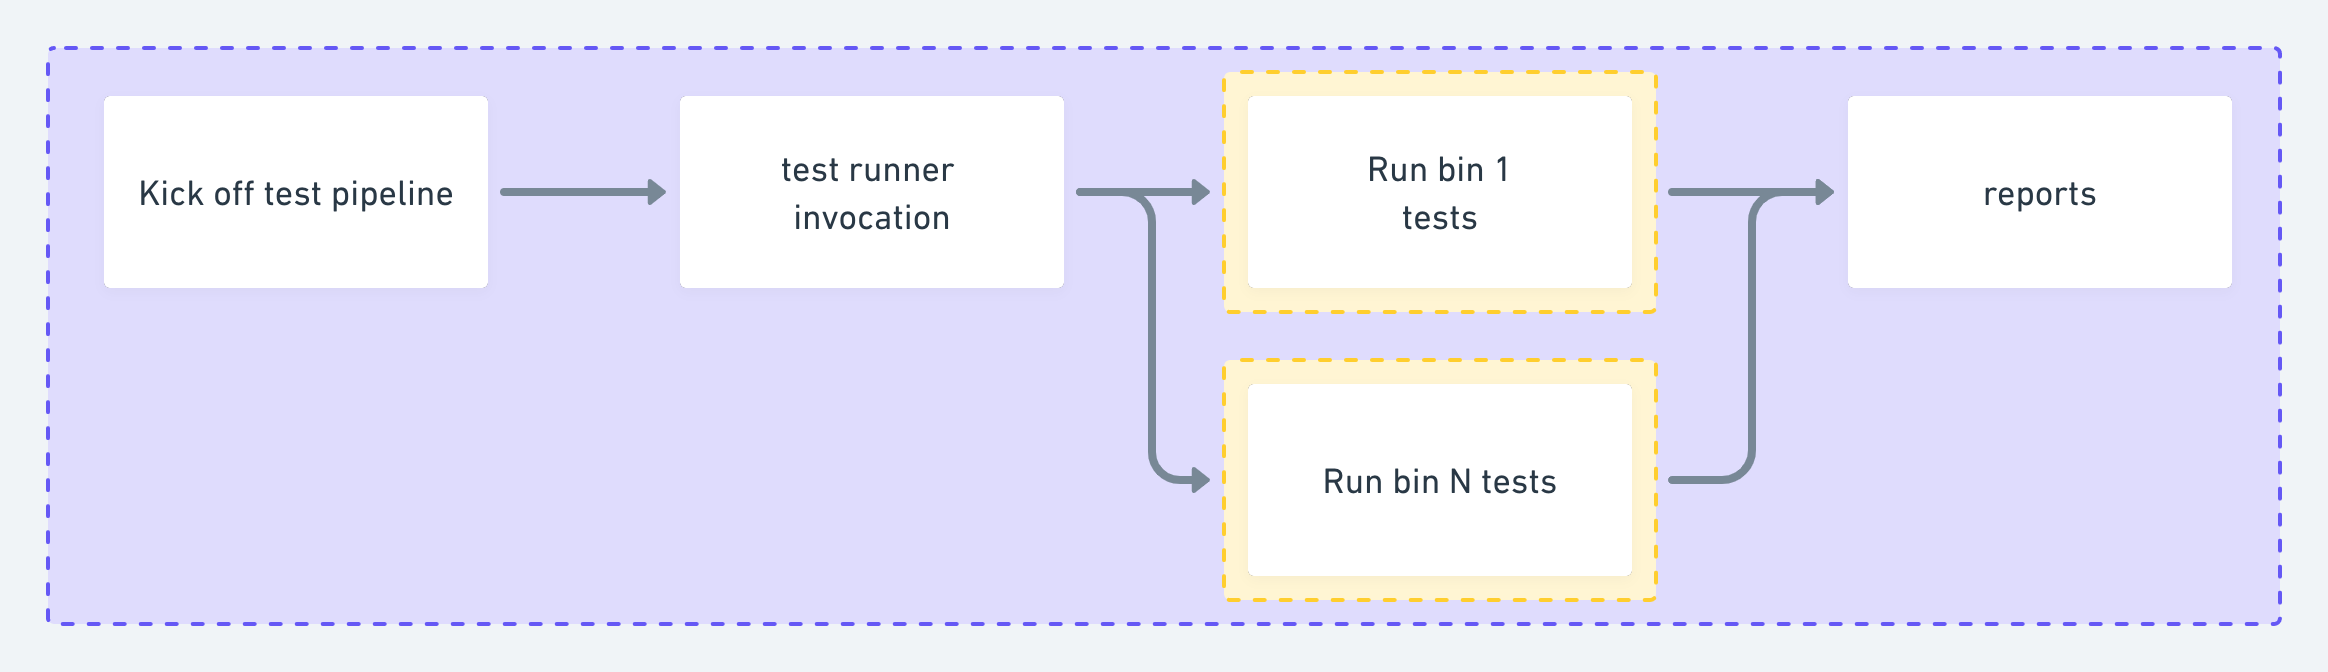 Kick off test pipeline
test runner
invocation
Run bin 1
tests
reports
Run bin N tests